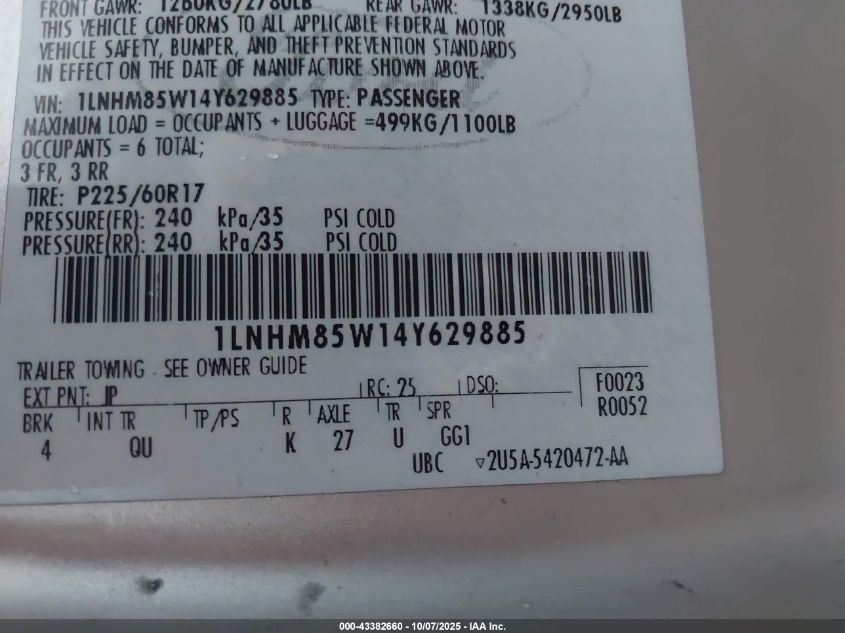 FRONT GAWR: 1260KG/2780LB REAR GAWR: 1338KG/2950LB
THIS VEHICLE CONFORMS TO ALL APPLICABLE FEDERAL MOTOR
VEHICLE SAFETY, BUMPER, AND THEFT PREVENTION STANDARDS
IN EFFECT ON THE DATE OF MANUFACTURE SHOWN ABOVE.
VIN: 1LNHM85W14Y629885 TYPE: PASSENGER
MAXIMUM LOAD = OCCUPANTS + LUGGAGE =499KG/1100LB
OCCUPANTS = 6 TOTAL;
3 FR, 3 RR
TIRE: P225/60R17
PRESSURE(FR): 240 kPa/35 PSI COLD
PRESSURE(RR): 240 kPa/35 PSI COLD
1LNHM85W14Y629885
TRAILER TOWING - SEE OWNER GUIDE
EXT PNT: JP RC: 25 DSO: F0023
R0052
BRK INT TR TP/PS R AXLE TR SPR
4 QU K 27 U GG1
UBC ▽2U5A-5420472-AA
000-43382660 - 10/07/2025 - IAA Inc.